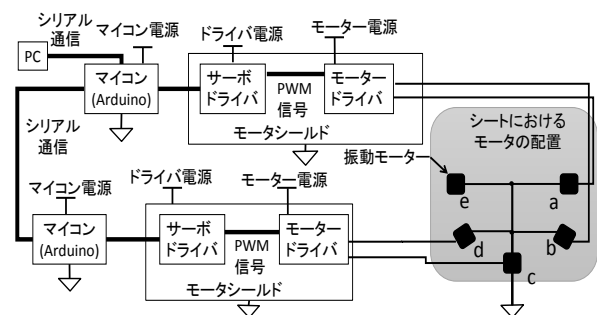 シリアル
通信
マイコン電源
ドライバ電源
モーター電源
PC
マイコン
(Arduino)
サーボ
ドライバ
PWM
信号
モーター
ドライバ
モータシールド
シリアル
通信
シートにおける
モータの配置
振動モーター
e
a
d
b
c
マイコン電源
ドライバ電源
モーター電源
マイコン
(Arduino)
サーボ
ドライバ
PWM
信号
モーター
ドライバ
モータシールド